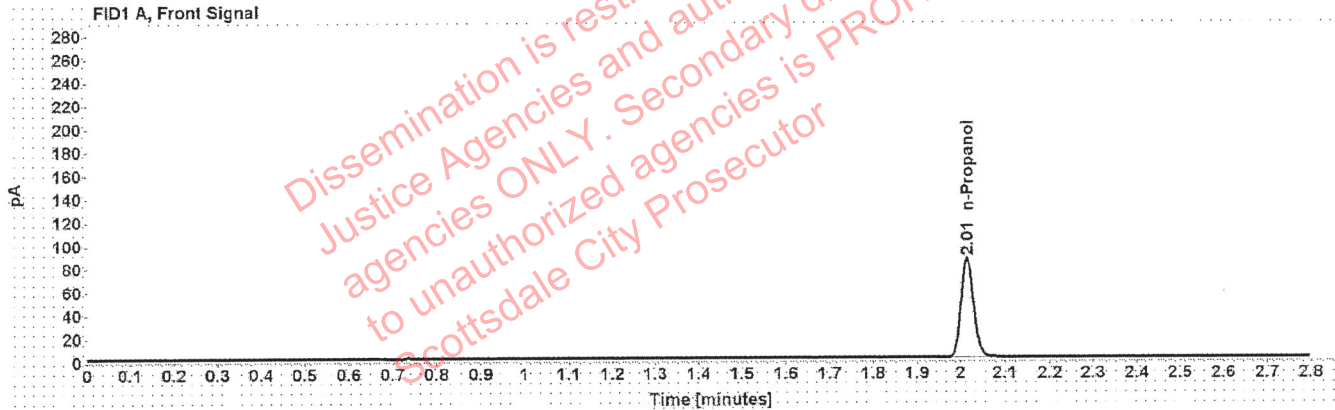 FID1 A, Front Signal
280
260
240
220
200
180
160
140
120
100
80
60
40
20
0
pA
2.01 n-Propanol
0 0.1 0.2 0.3 0.4 0.5 0.6 0.7 0.8 0.9 1 1.1 1.2 1.3 1.4 1.5 1.6 1.7 1.8 1.9 2 2.1 2.2 2.3 2.4 2.5 2.6 2.7 2.8
Time [minutes]
Dissemination is
Justice Agencies and
agencies ONLY. Secondary
to unauthorized agencies is
Scottsdale City Prosecutor